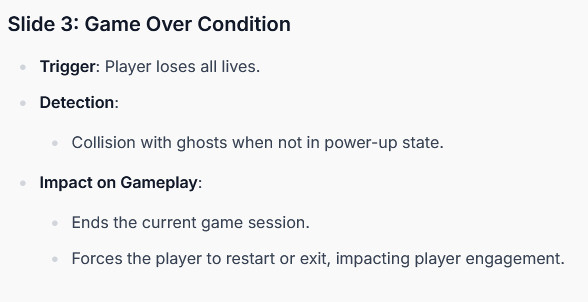 Slide 3: Game Over Condition
Trigger: Player loses all lives.
Detection:
Collision with ghosts when not in power-up state.
Impact on Gameplay:
Ends the current game session.
Forces the player to restart or exit, impacting player engagement.